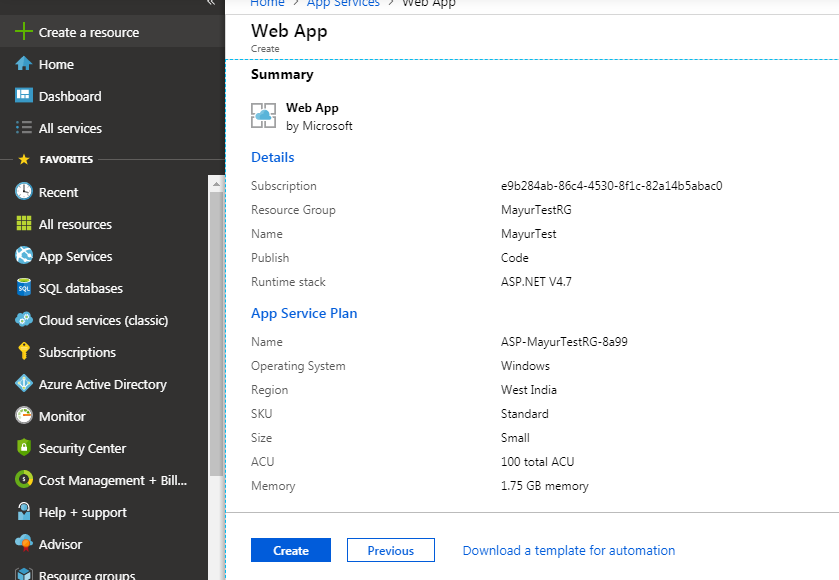 «
Create a resource
Home
Dashboard
All services
FAVORITES
Recent
All resources
App Services
SQL
SQL databases
Cloud services (classic)
Subscriptions
Azure Active Directory
Monitor
Security Center
Cost Management + Bill...
Help + support
Advisor
Resource groups
Home > App Services > Web App
Web App
Create
Summary
Web App
by Microsoft
Details
Subscription e9b284ab-86c4-4530-8f1c-82a14b5abac0
Resource Group MayurTestRG
Name MayurTest
Publish Code
Runtime stack ASP.NET V4.7
App Service Plan
Name ASP-MayurTestRG-8a99
Operating System Windows
Region West India
SKU Standard
Size Small
ACU 100 total ACU
Memory 1.75 GB memory
Create Previous Download a template for automation